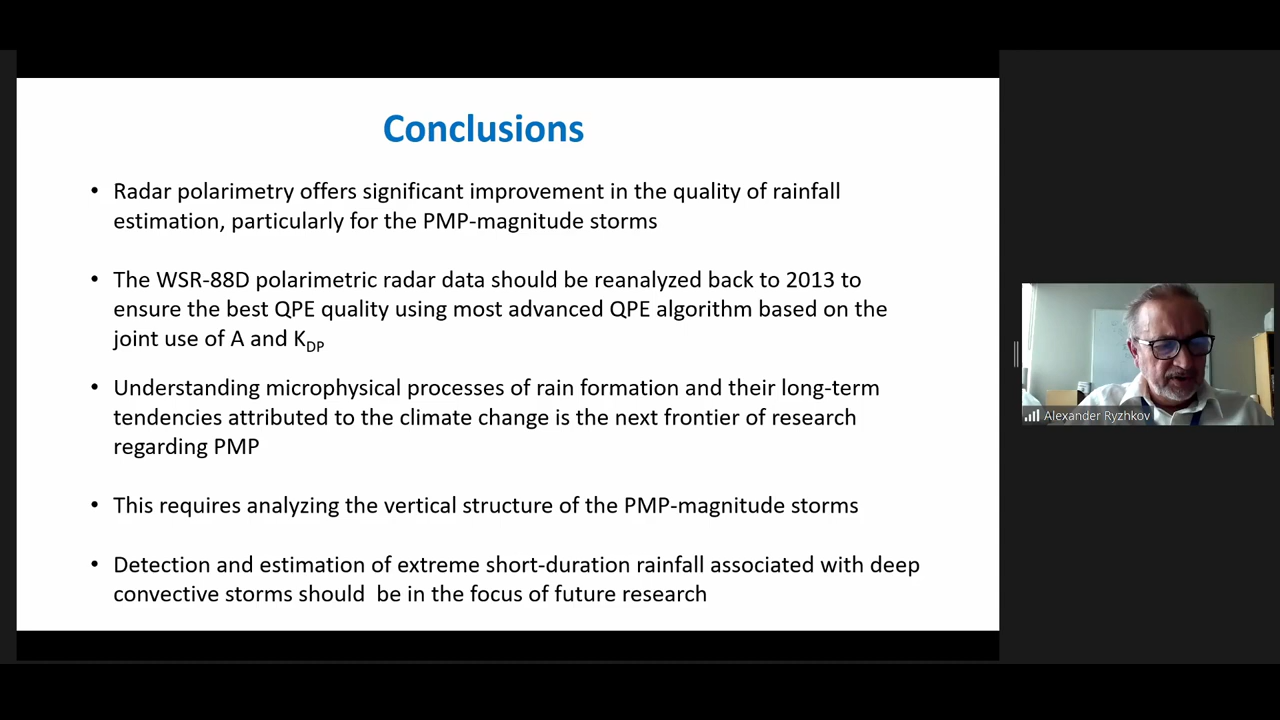 Conclusions
• Radar polarimetry offers significant improvement in the quality of rainfall
estimation, particularly for the PMP-magnitude storms
• The WSR-88D polarimetric radar data should be reanalyzed back to 2013 to
ensure the best QPE quality using most advanced QPE algorithm based on the
joint use of A and KDP
• Understanding microphysical processes of rain formation and their long-term
tendencies attributed to the climate change is the next frontier of research
regarding PMP
• This requires analyzing the vertical structure of the PMP-magnitude storms
• Detection and estimation of extreme short-duration rainfall associated with deep
convective storms should  be in the focus of future research
Alexander Ryzhkov